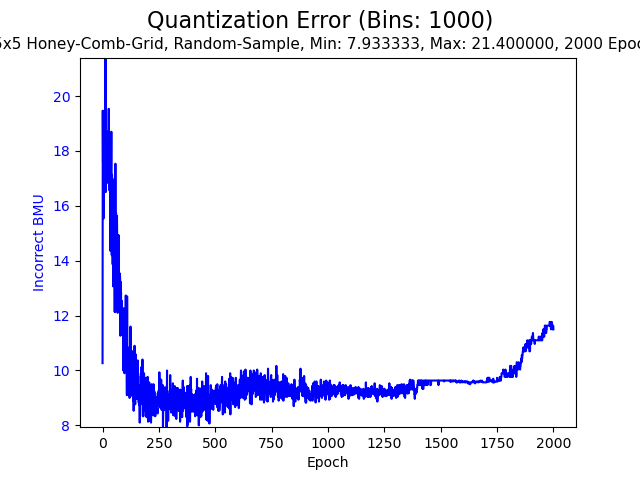 Quantization Error (Bins: 1000)
5x5 Honey-Comb-Grid, Random-Sample, Min: 7.933333, Max: 21.400000, 2000 Epoc
20
18
16
14
12
10
8
Incorrect BMU
0 250 500 750 1000 1250 1500 1750 2000
Epoch